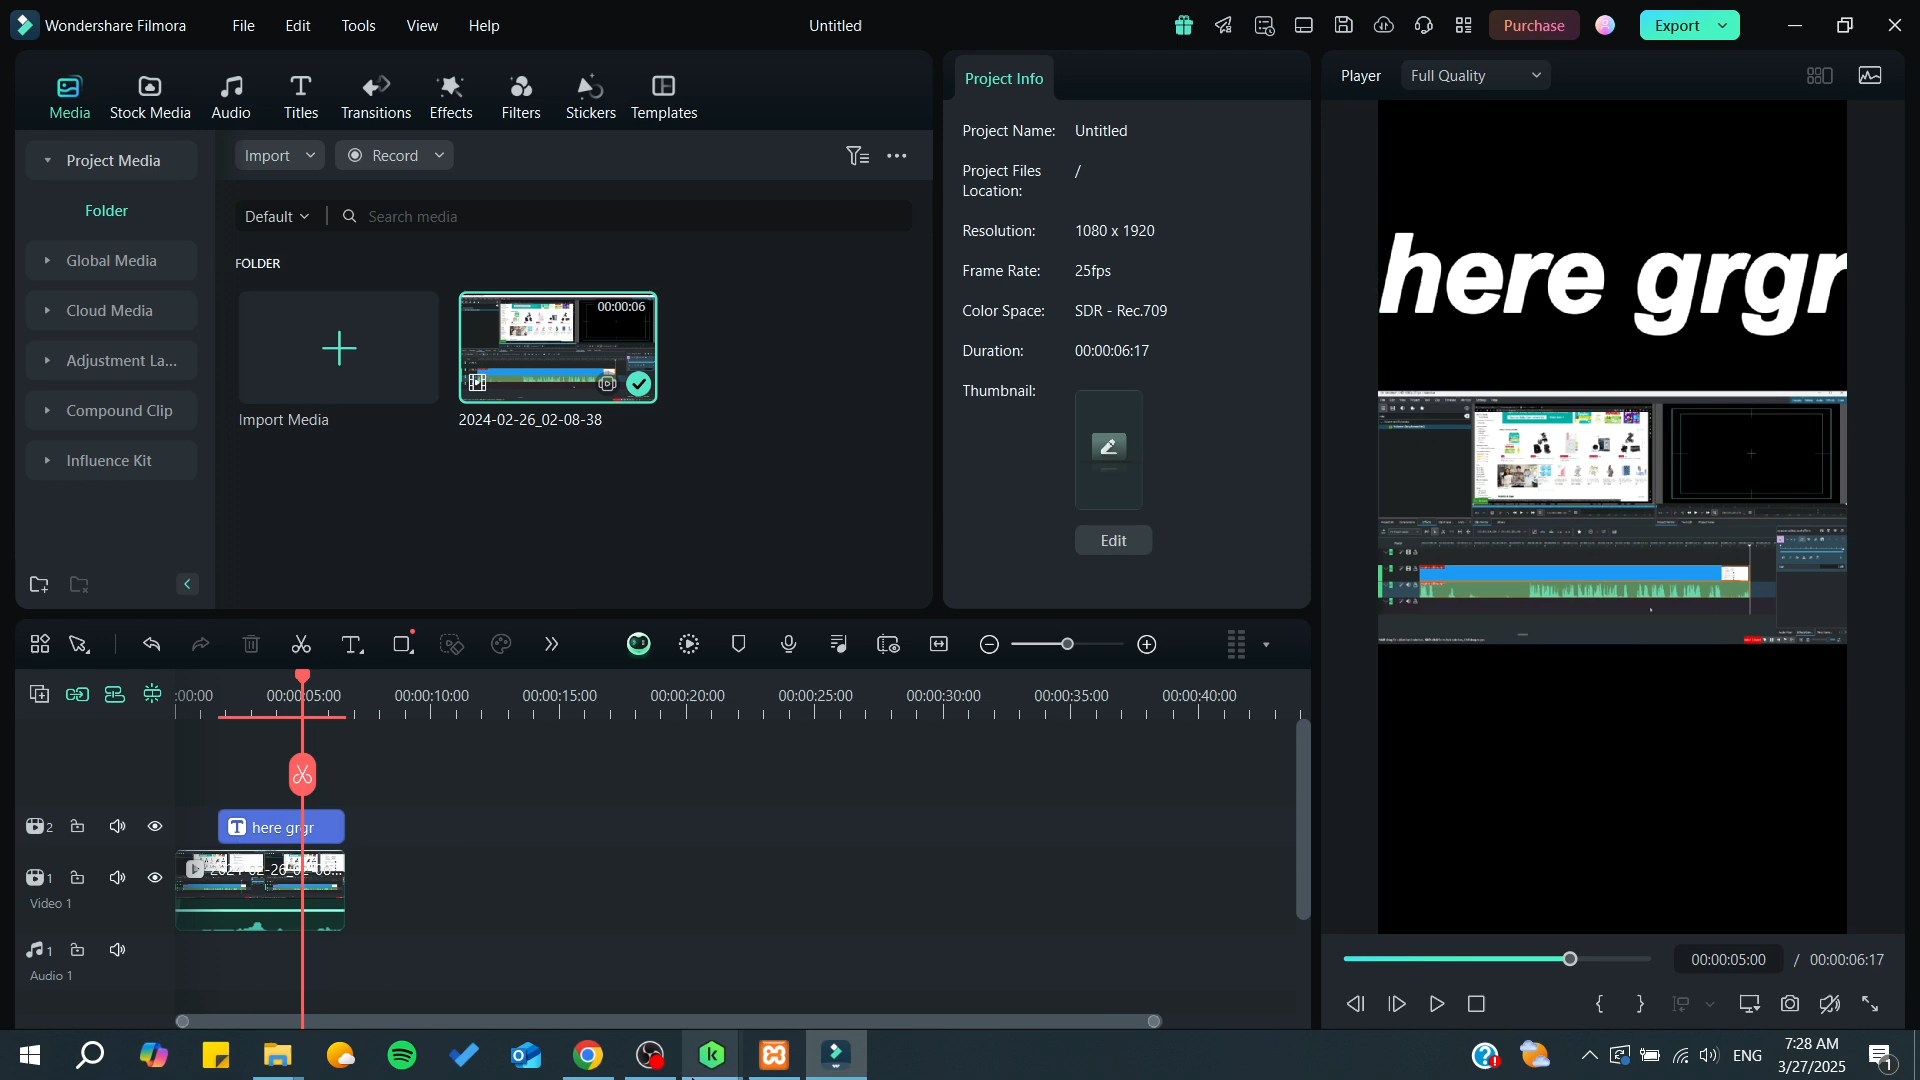 Wondershare Filmora
File
Edit
Tools
View
Help
Untitled
Purchase
Export
Media
Stock Media
Audio
Titles
Transitions
Effects
Filters
Stickers
Templates
Project Media
Folder
Global Media
Cloud Media
Adjustment La...
Compound Clip
Influence Kit
Import
Record
Default
Search media
FOLDER
Import Media
00:00:06
2024-02-26_02-08-38
Project Info
Project Name: Untitled
Project Files Location: /
Resolution: 1080 x 1920
Frame Rate: 25fps
Color Space: SDR - Rec.709
Duration: 00:00:06:17
Thumbnail:
Edit
Player
Full Quality
here grgr
00:00:05:00 / 00:00:06:17
:00:00
00:00:05:00
00:00:10:00
00:00:15:00
00:00:20:00
00:00:25:00
00:00:30:00
00:00:35:00
00:00:40:00
2
here grgr
1
Video 1
1
Audio 1
ENG
7:28 AM
3/27/2025
1